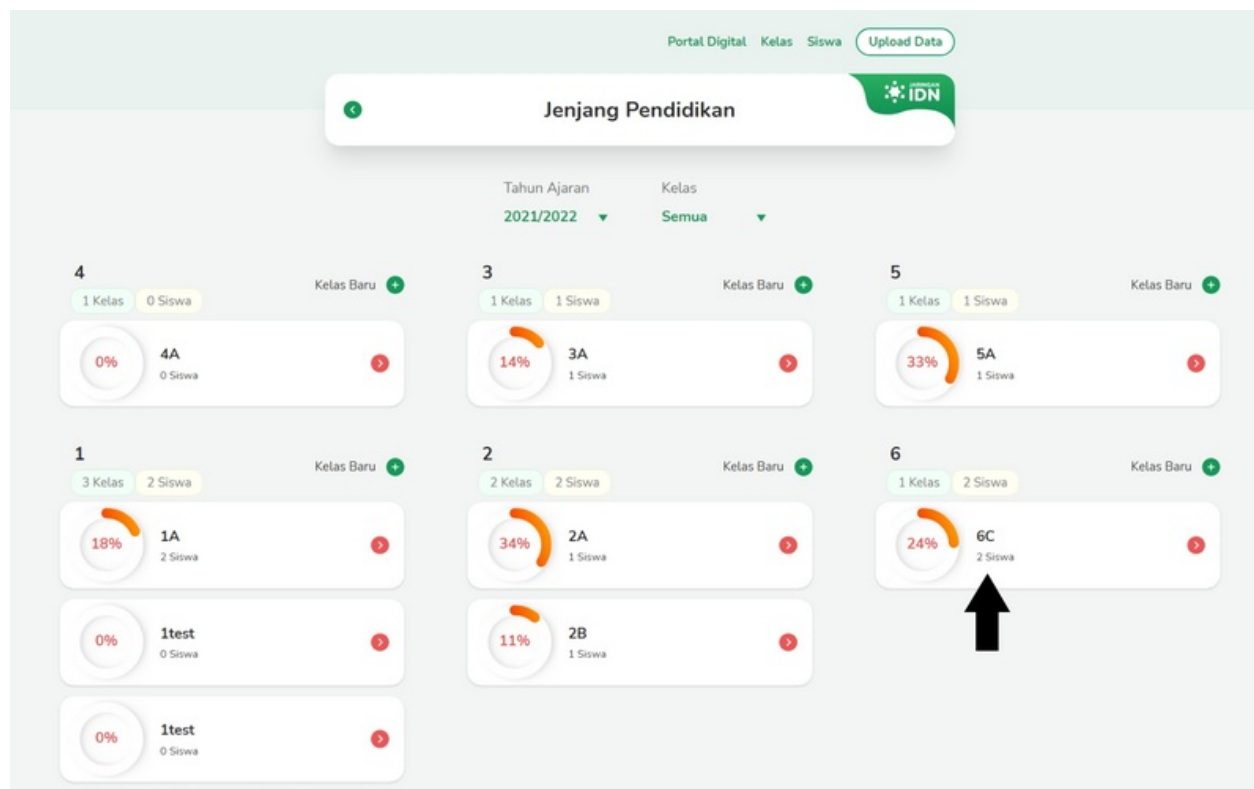 Portal Digital Kelas Siswa Upload Data
Jenjang Pendidikan
JARINGAN
IDN
Tahun Ajaran Kelas
2021/2022 Semua
4
1 Kelas 0 Siswa
Kelas Baru
0%
4A
0 Siswa
3
1 Kelas 1 Siswa
Kelas Baru
14%
3A
1 Siswa
5
1 Kelas 1 Siswa
Kelas Baru
33%
5A
1 Siswa
1
3 Kelas 2 Siswa
Kelas Baru
18%
1A
2 Siswa
0%
1test
0 Siswa
0%
1test
0 Siswa
2
2 Kelas 2 Siswa
Kelas Baru
34%
2A
1 Siswa
11%
2B
1 Siswa
6
1 Kelas 2 Siswa
Kelas Baru
24%
6C
2 Siswa